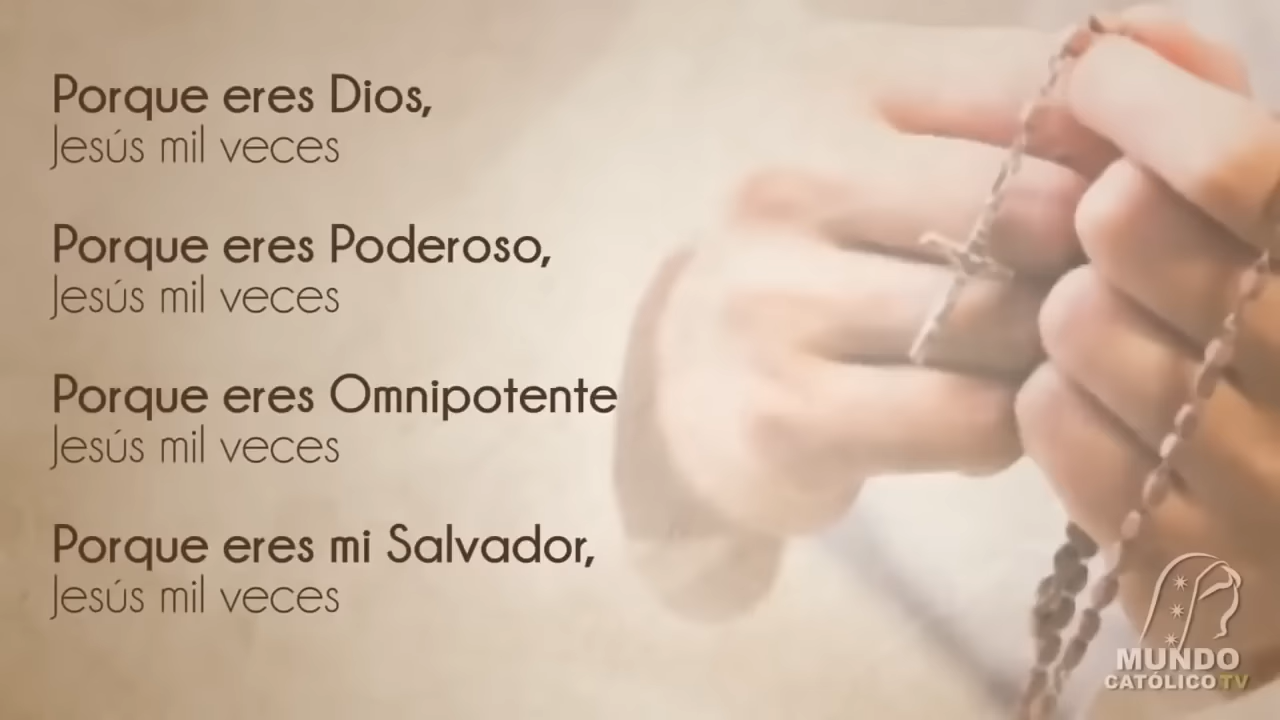 Porque eres Dios,
Jesús mil veces
Porque eres Poderoso,
Jesús mil veces
Porque eres Omnipotente
Jesús mil veces
Porque eres mi Salvador,
Jesús mil veces
MUNDO
CATÓLICO TV